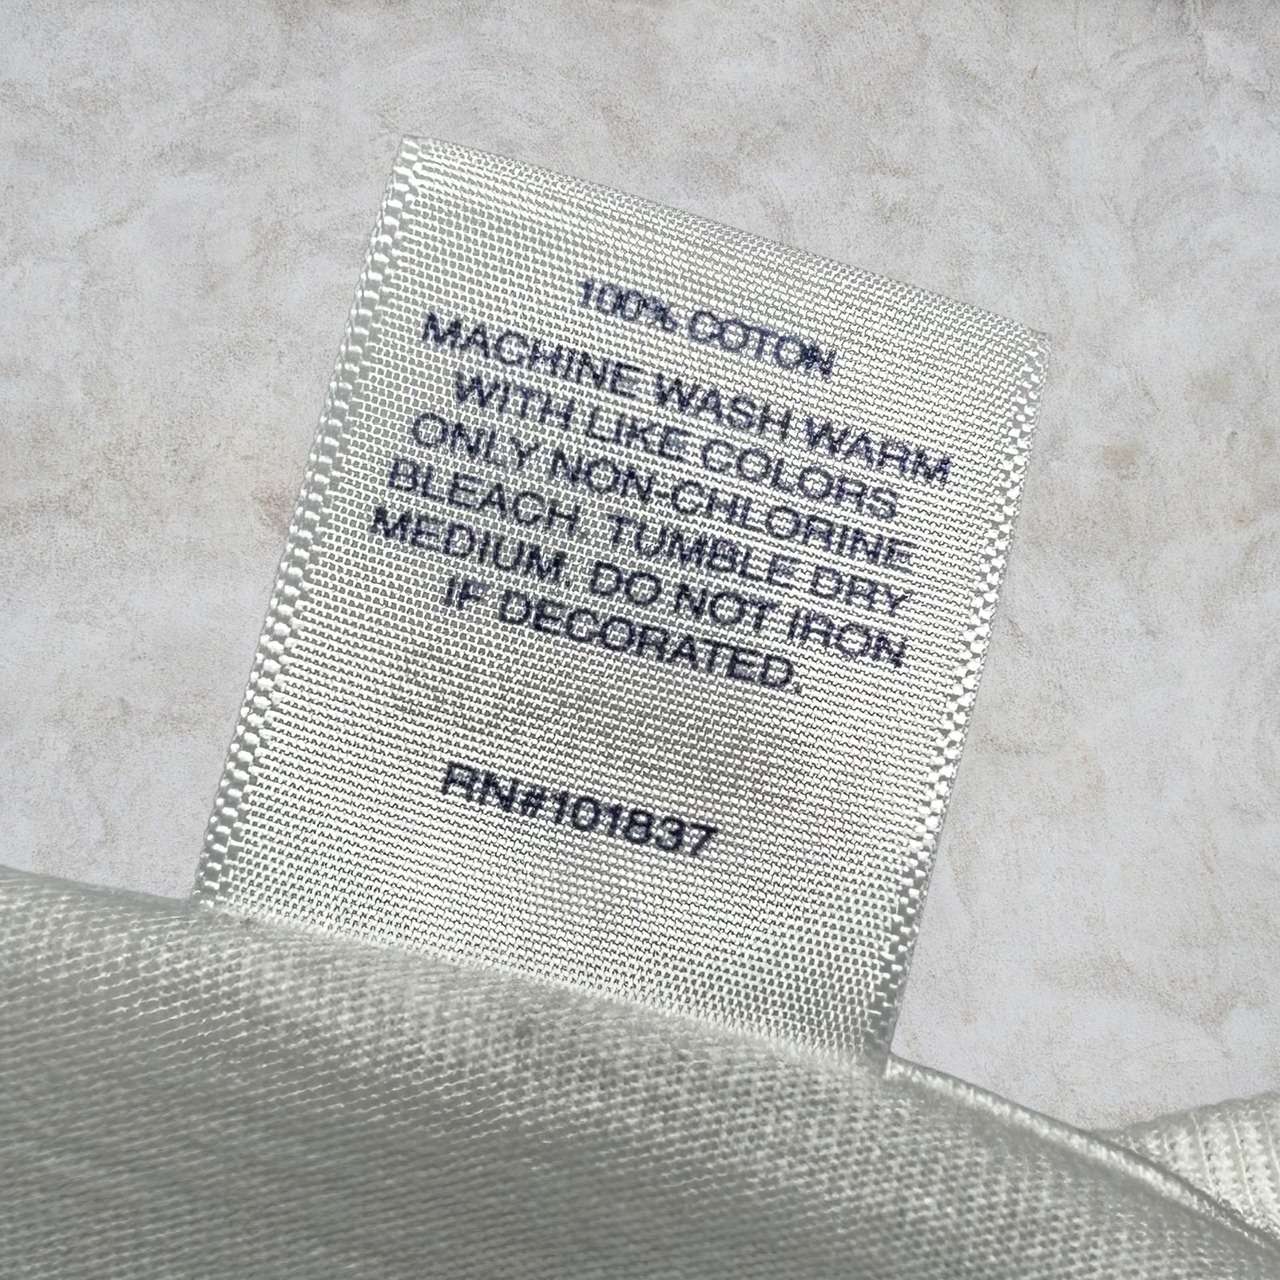 100% COTON
MACHINE WASH WARM
WITH LIKE COLORS
ONLY NON-CHLORINE
BLEACH. TUMBLE DRY
MEDIUM. DO NOT IRON
IF DECORATED.
RN#101837